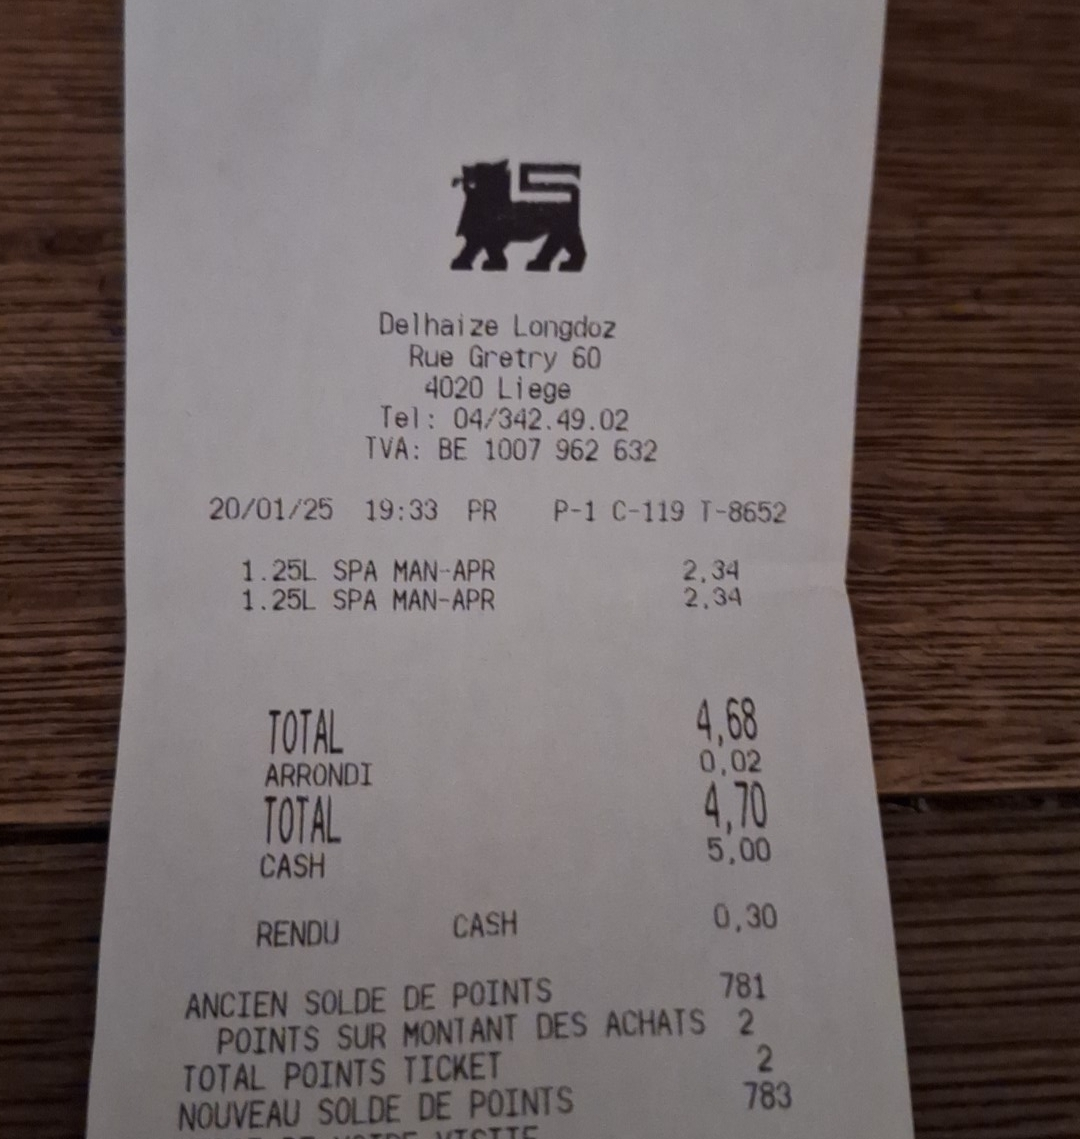 Delhaize Longdoz
Rue Gretry 60
4020 Liege
Tel: 04/342.49.02
TVA: BE 1007 962 632
20/01/25 19:33 PR P-1 C-119 T-8652
1.25L SPA MAN-APR 2,34
1.25L SPA MAN-APR 2,34
TOTAL 4,68
ARRONDI 0,02
TOTAL 4,70
CASH 5,00
RENDU CASH 0,30
ANCIEN SOLDE DE POINTS 781
POINTS SUR MONTANT DES ACHATS 2
TOTAL POINTS TICKET 2
NOUVEAU SOLDE DE POINTS 783
DE VOTRE VISITE